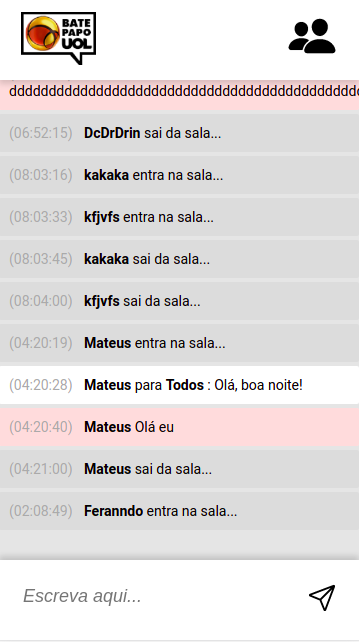 BATE
PAPO
UOL
dddddddddddddddddddddddddddddddddddddddddddd
(06:52:15) DcDrDrin sai da sala...
(08:03:16) kakaka entra na sala...
(08:03:33) kfjvfs entra na sala...
(08:03:45) kakaka sai da sala...
(08:04:00) kfjvfs sai da sala...
(04:20:19) Mateus entra na sala...
(04:20:28) Mateus para Todos : Olá, boa noite!
(04:20:40) Mateus Olá eu
(04:21:00) Mateus sai da sala...
(02:08:49) Feranndo entra na sala...
Escreva aqui...